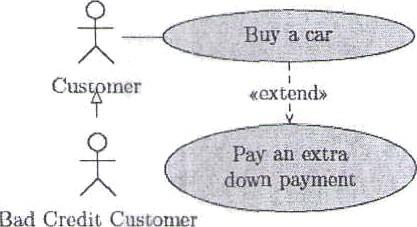 Buy a car
Customer
«extend»
Pay an extra
down payment
Bad Credit Customer